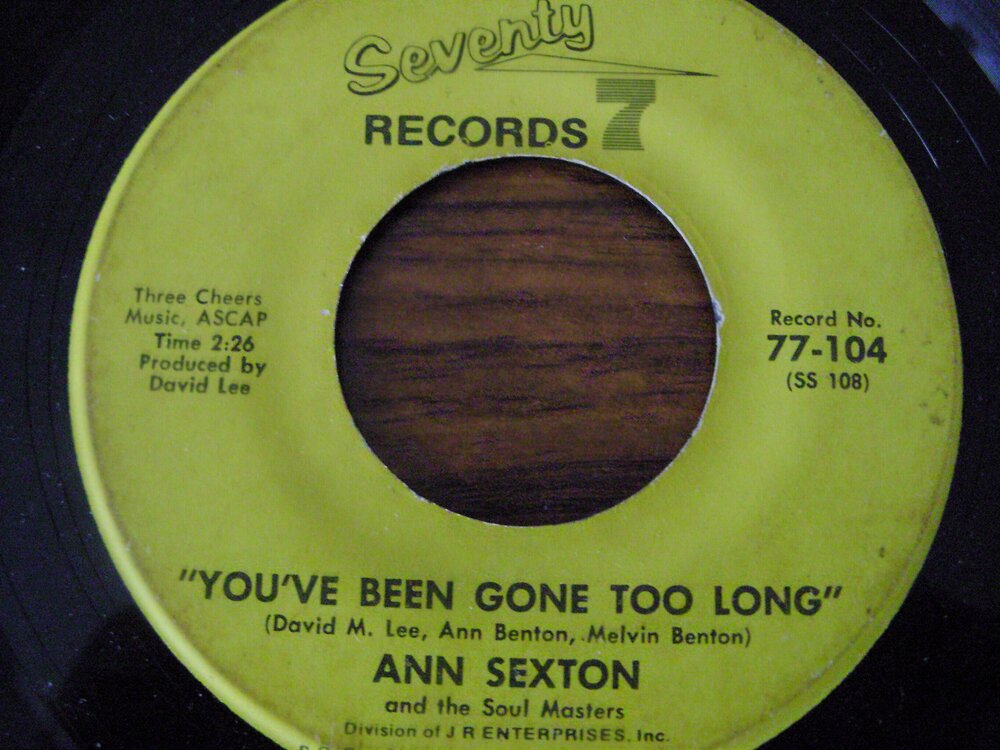 Seventy
RECORDS 7
Three Cheers
Music, ASCAP
Time 2:26
Produced by
David Lee
Record No.
77-104
(SS 108)
"YOU'VE BEEN GONE TOO LONG"
(David M. Lee, Ann Benton, Melvin Benton)
ANN SEXTON
and the Soul Masters
Division of J R ENTERPRISES, Inc.